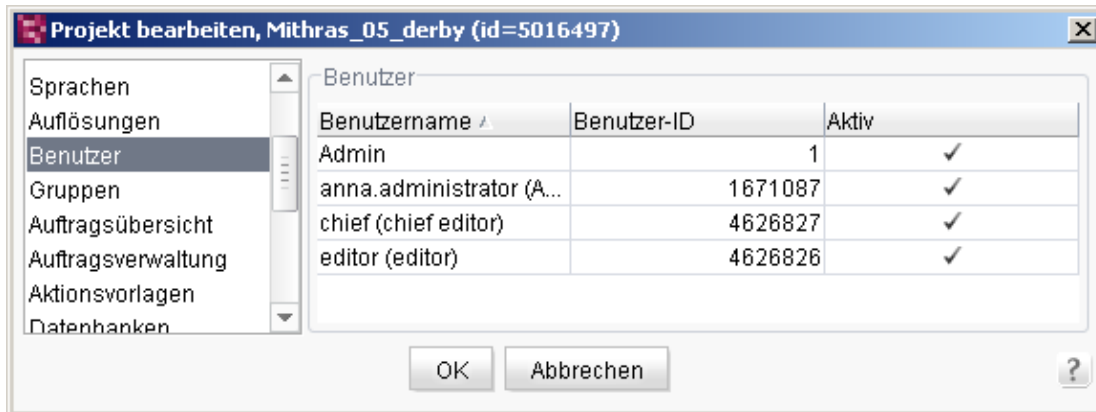 Projekt bearbeiten, Mithras_05_derby (id=5016497)
Sprachen
Auflösungen
Benutzer
Gruppen
Auftragsübersicht
Auftragsverwaltung
Aktionsvorlagen
Datenbanken
Benutzer
Benutzername Benutzer-ID Aktiv
Admin 1 ✓
anna.administrator (A... 1671087 ✓
chief (chief editor) 4626827 ✓
editor (editor) 4626826 ✓
OK Abbrechen ?